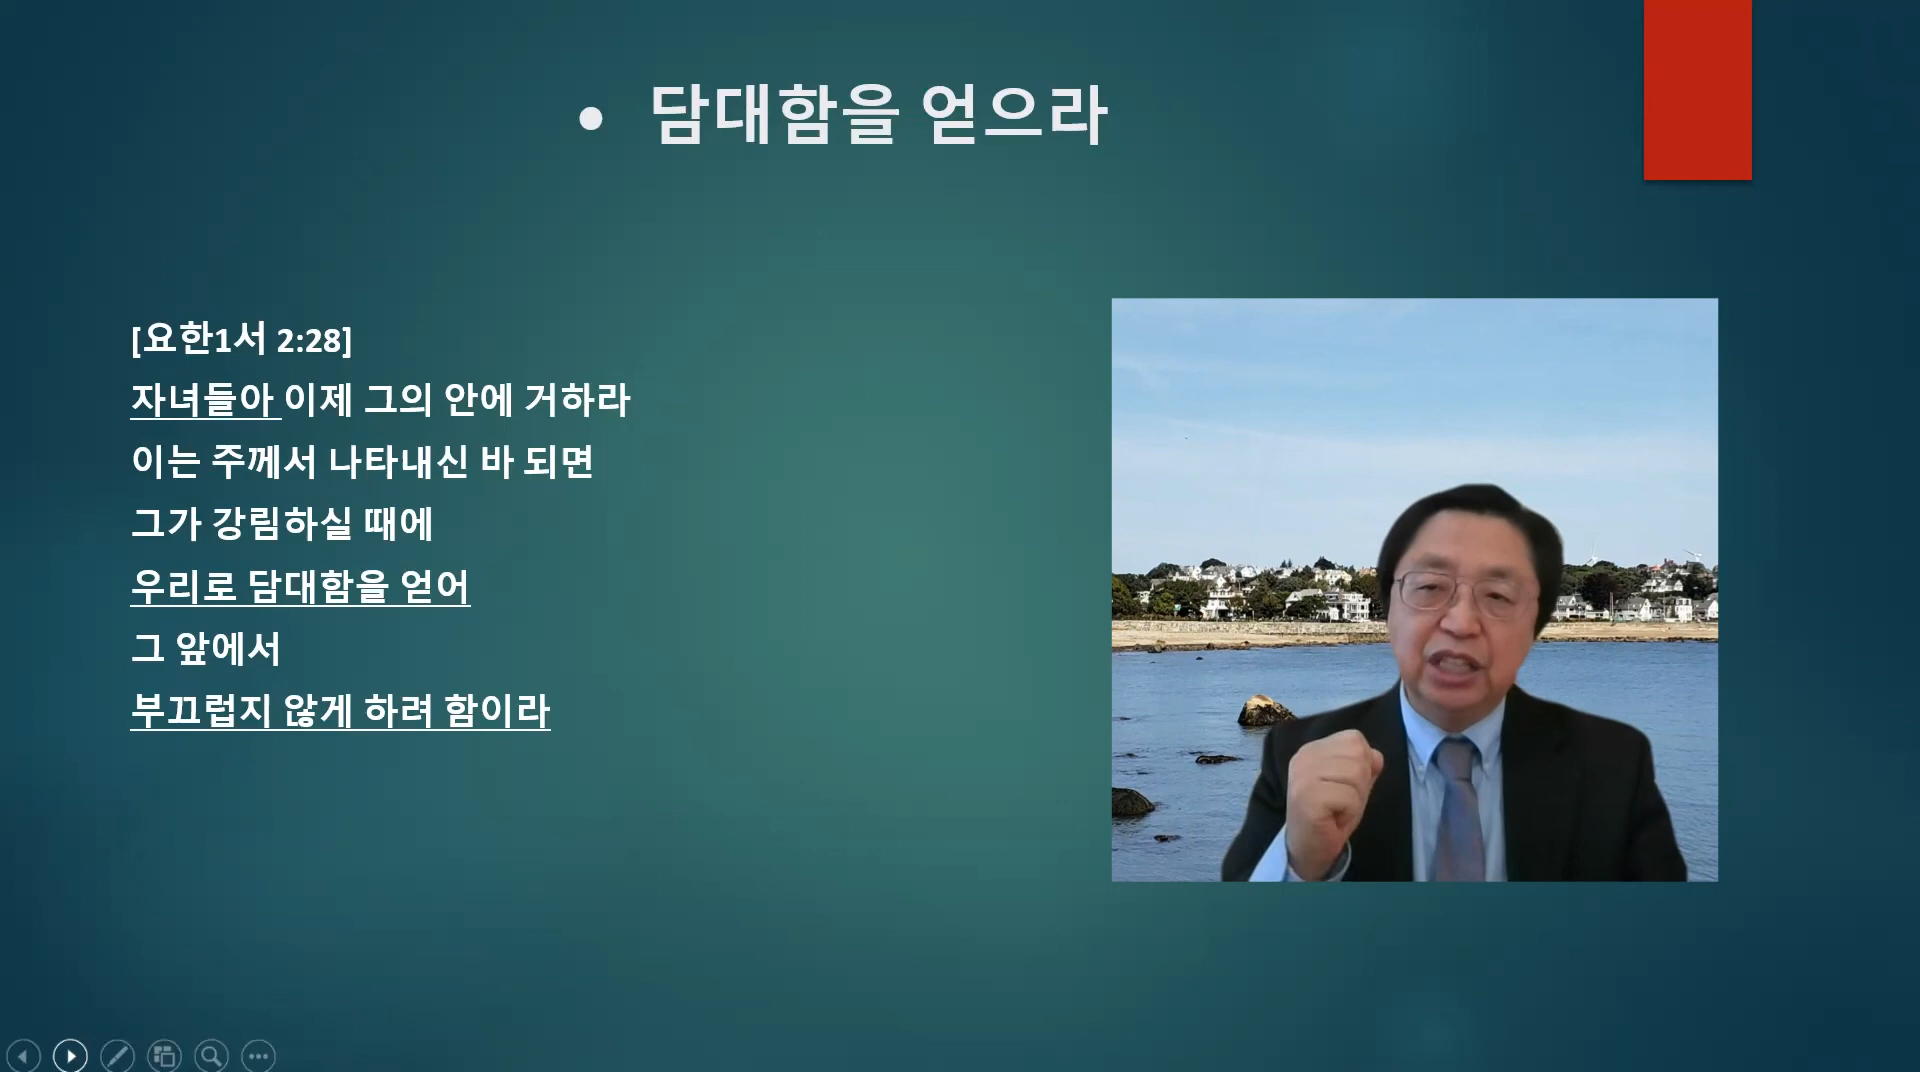 • 담대함을 얻으라
[요한1서 2:28]
자녀들아 이제 그의 안에 거하라
이는 주께서 나타내신 바 되면
그가 강림하실 때에
우리로 담대함을 얻어
그 앞에서
부끄럽지 않게 하려 함이라